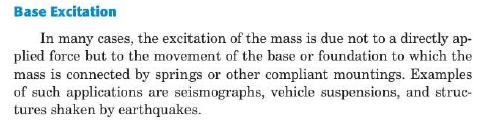 Base Excitation
In many cases, the excitation of the mass is due not to a directly ap-
plied force but to the movement of the base or foundation to which the
mass is connected by springs or other compliant mountings. Examples
of such applications are seismographs, vehicle suspensions, and struc-
tures shaken by earthquakes.